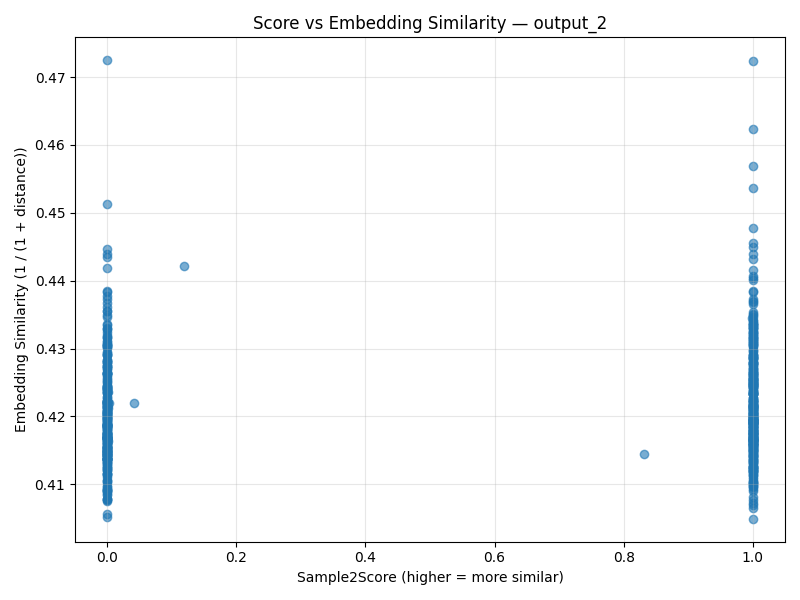 Score vs Embedding Similarity — output_2
Embedding Similarity (1 / (1 + distance))
0.47
0.46
0.45
0.44
0.43
0.42
0.41
0.0 0.2 0.4 0.6 0.8 1.0
Sample2Score (higher = more similar)